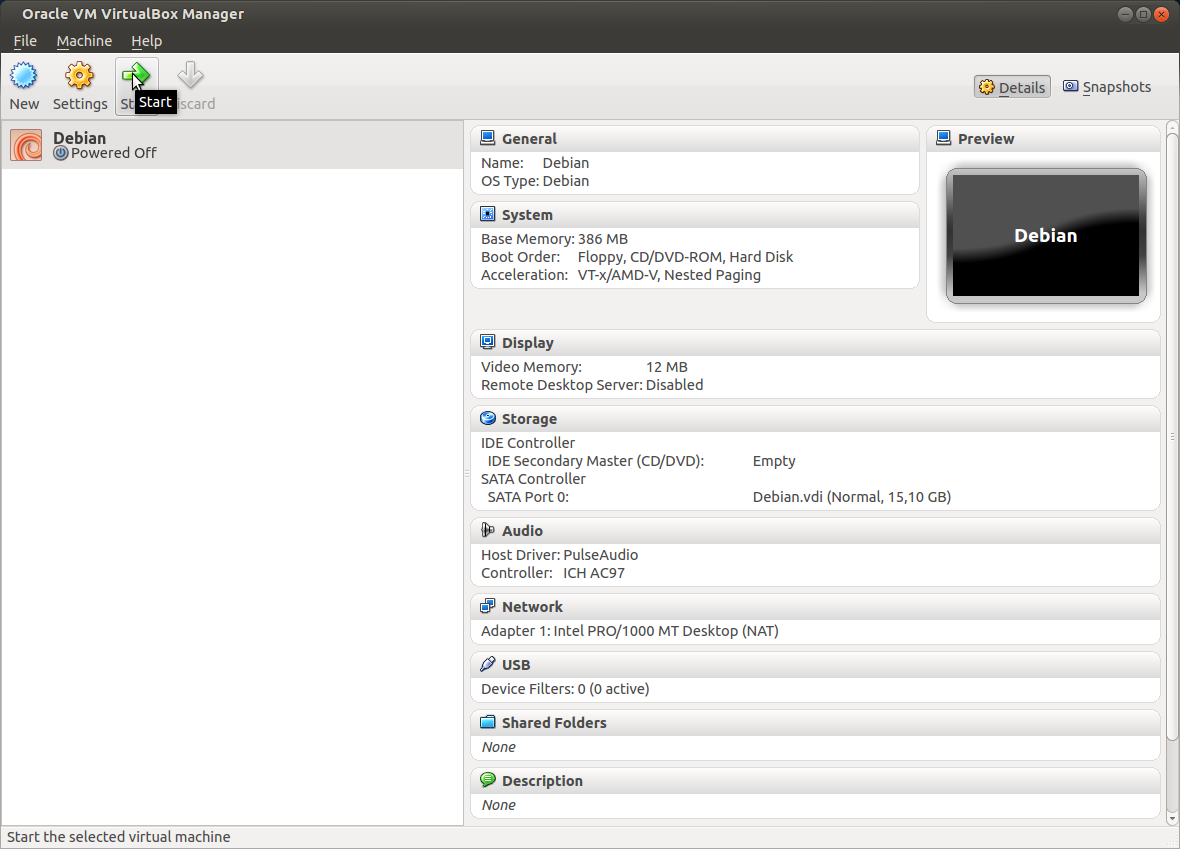 Oracle VM VirtualBox Manager
File Machine Help
New Settings St Start iscard Details Snapshots
Debian
Powered Off
General
Name: Debian
OS Type: Debian
System
Base Memory: 386 MB
Boot Order: Floppy, CD/DVD-ROM, Hard Disk
Acceleration: VT-x/AMD-V, Nested Paging
Preview
Debian
Display
Video Memory: 12 MB
Remote Desktop Server: Disabled
Storage
IDE Controller
IDE Secondary Master (CD/DVD): Empty
SATA Controller
SATA Port 0: Debian.vdi (Normal, 15,10 GB)
Audio
Host Driver: PulseAudio
Controller: ICH AC97
Network
Adapter 1: Intel PRO/1000 MT Desktop (NAT)
USB
Device Filters: 0 (0 active)
Shared Folders
None
Description
None
Start the selected virtual machine